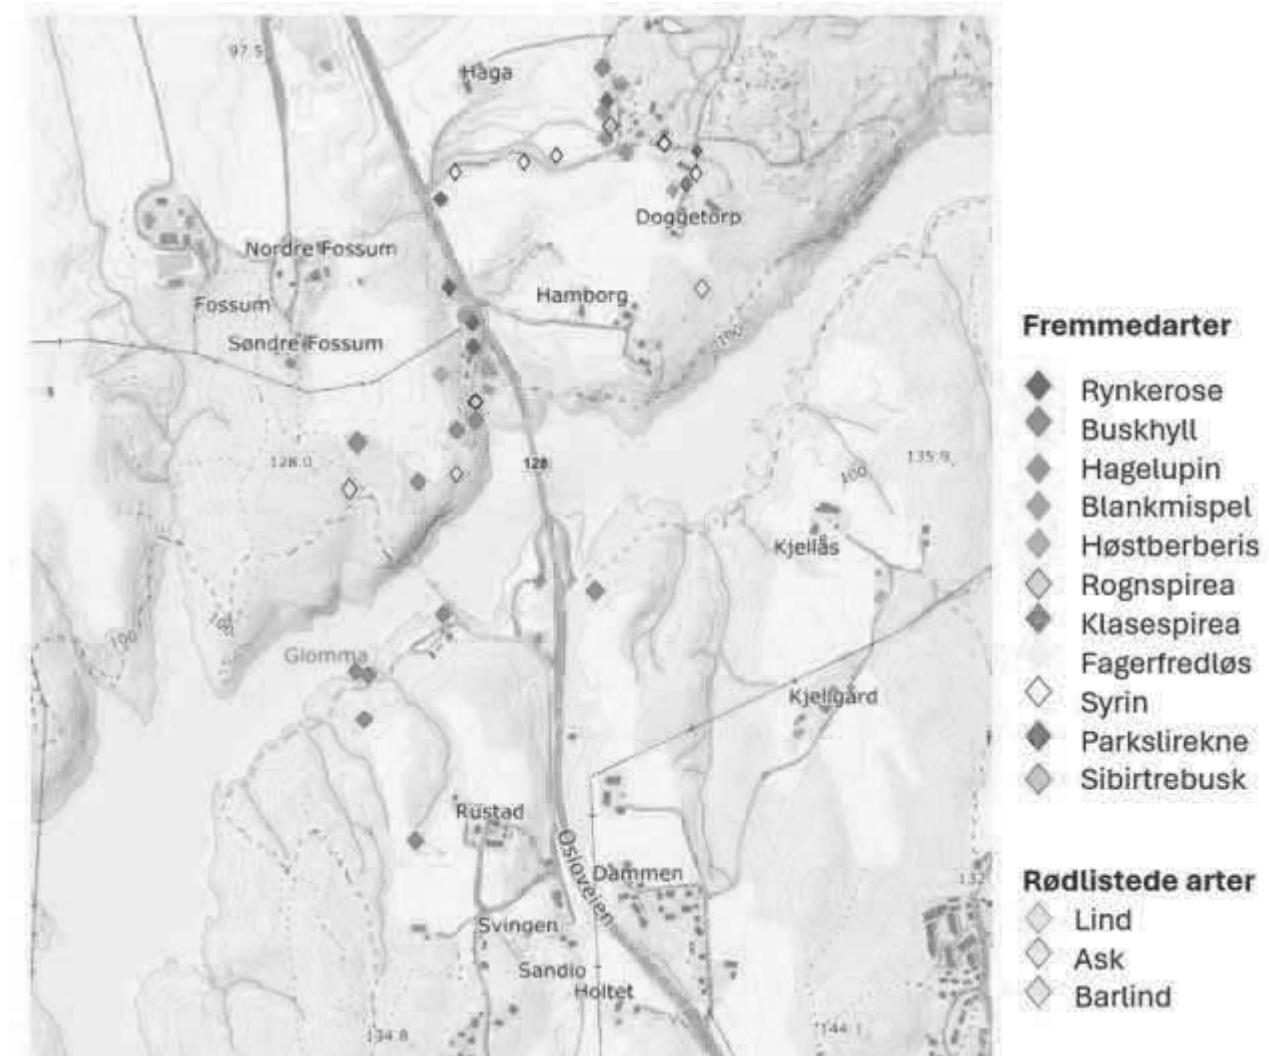 97.5
Haga
Doggetorp
Nordre Fossum
Hamborg
Fossum
Søndre Fossum
100
128.0
128
135.9
100
Kjellås
100
100
Glomma
Kjellgård
Rustad
Osloveien
Dammen
132
Svingen
Sandlo
Holtet
134.8
144.1
Fremmedarter
Rynkerose
Buskhyll
Hagelupin
Blankmispel
Høstberberis
Rognspirea
Klasespirea
Fagerfredløs
Syrin
Parkslirekne
Sibirtrebusk
Rødlistede arter
Lind
Ask
Barlind